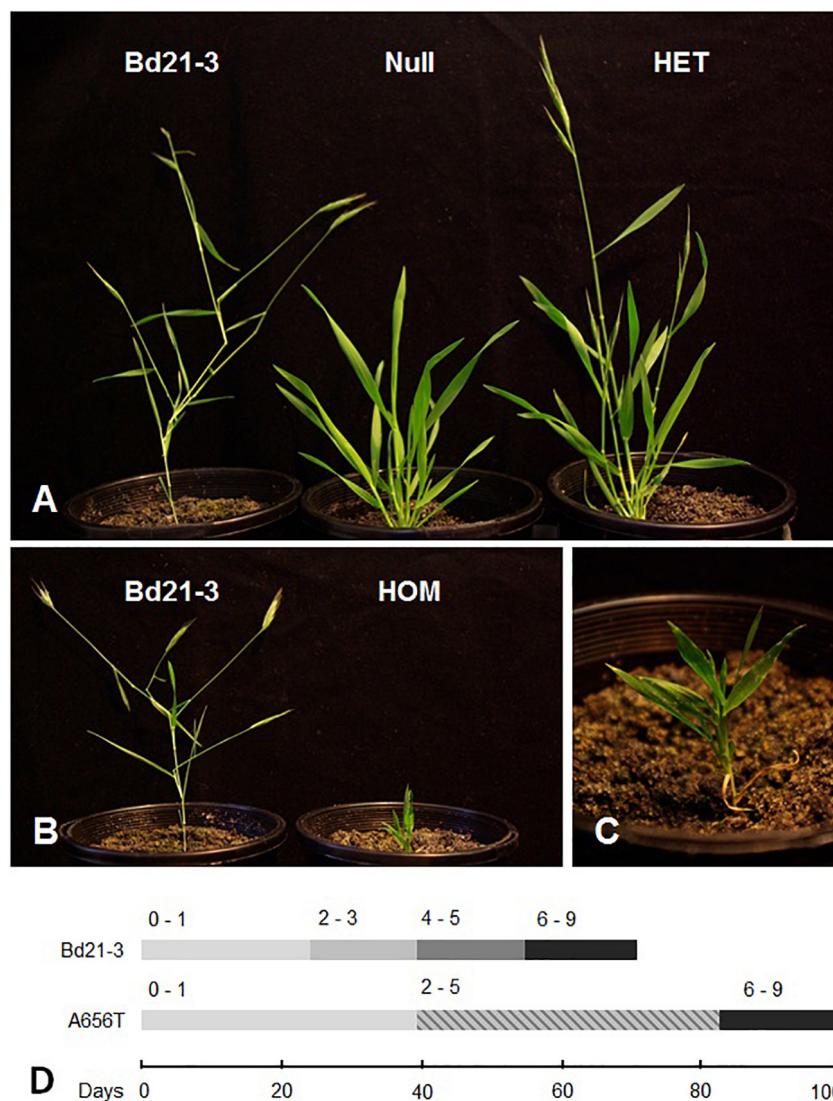 Bd21-3 Null HET
A
Bd21-3 HOM
B
C
0 - 1 2 - 3 4 - 5 6 - 9
Bd21-3
0 - 1 2 - 5 6 - 9
A656T
D Days 0 20 40 60 80 100